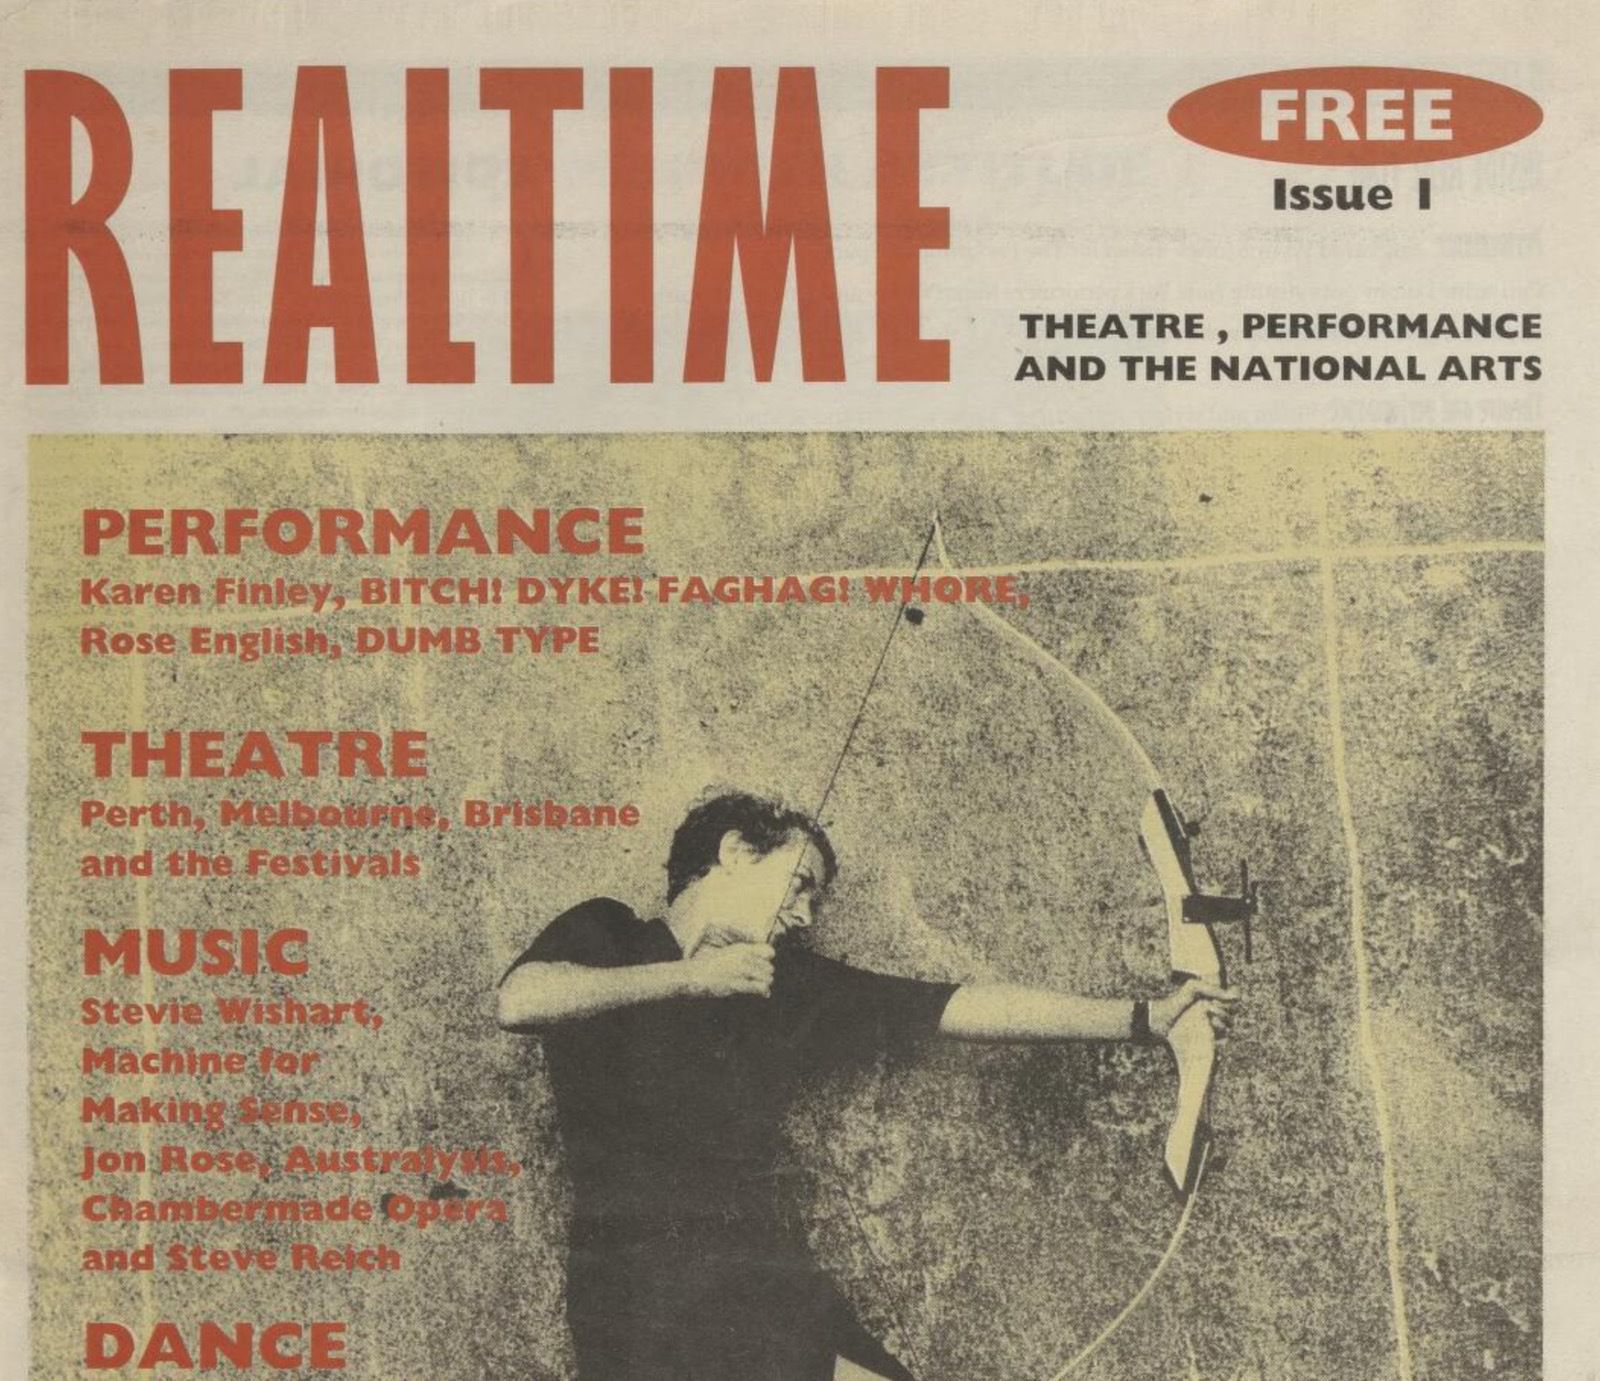 REALTIME
FREE
Issue 1
THEATRE , PERFORMANCE
AND THE NATIONAL ARTS
PERFORMANCE
Karen Finley, BITCH! DYKE! FAGHAG! WHORE,
Rose English, DUMB TYPE
THEATRE
Perth, Melbourne, Brisbane
and the Festivals
MUSIC
Stevie Wishart,
Machine for
Making Sense,
Jon Rose, Australysis,
Chambermade Opera
and Steve Reich
DANCE